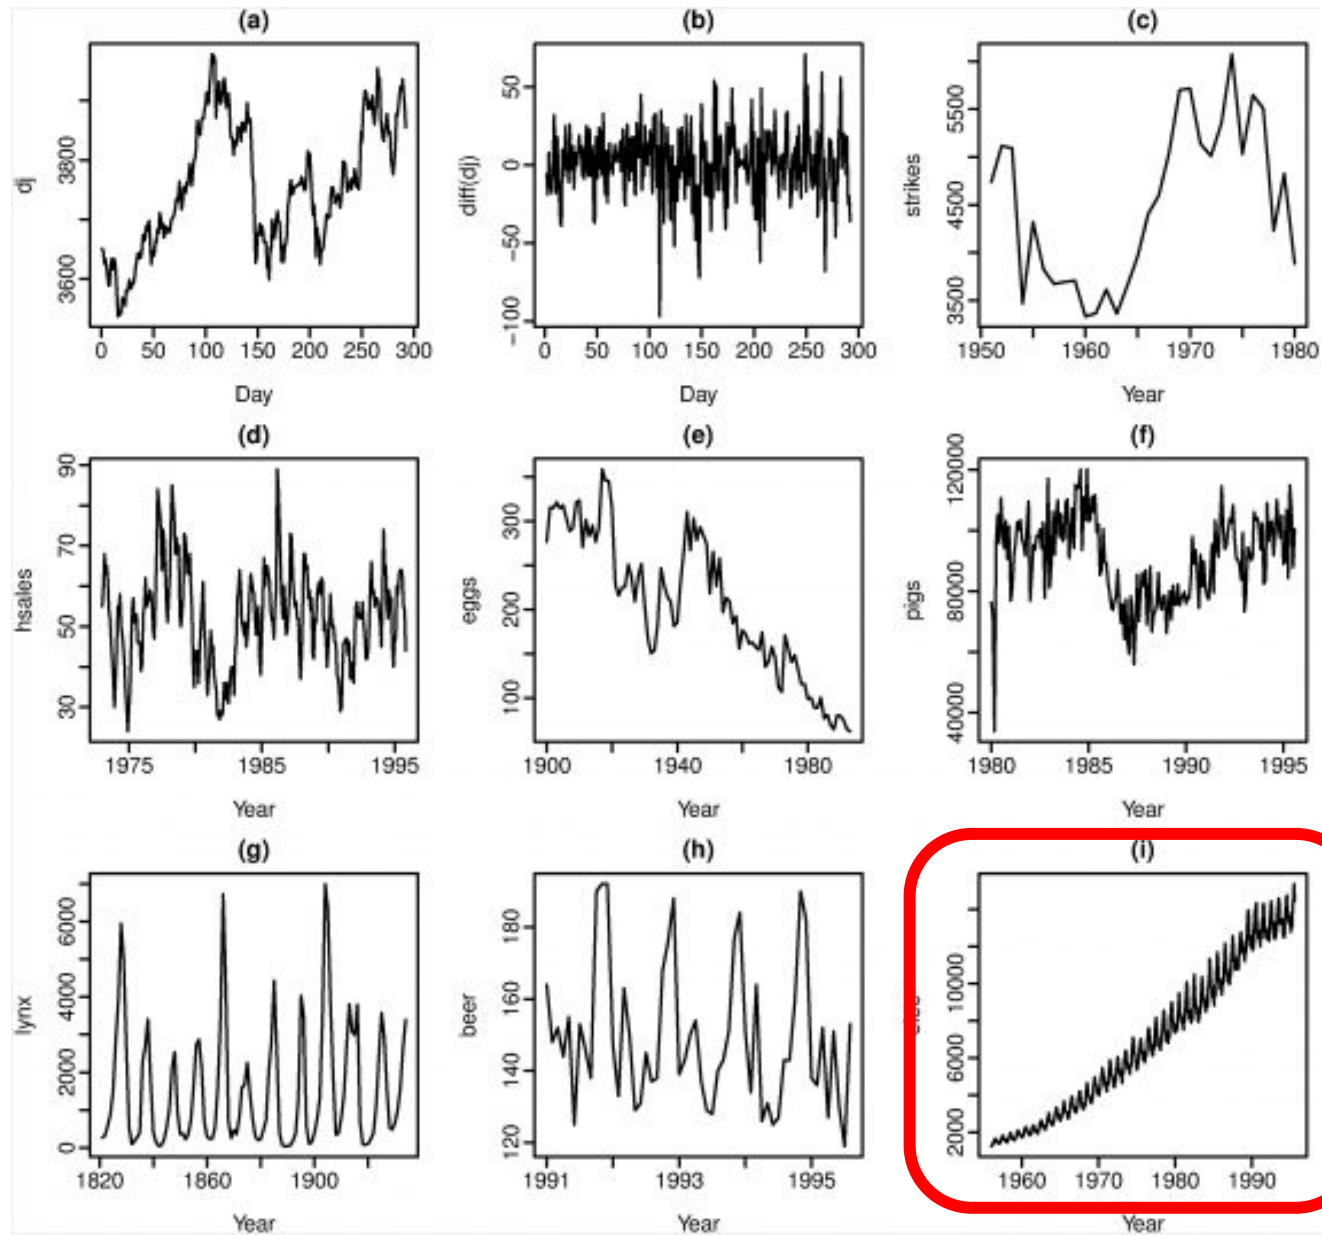 (a) (b) (c)
dj
3600 3800
0 50 100 150 200 250 300
Day
diff(dj)
-100 -50 0 50
0 50 100 150 200 250 300
Day
strikes
3500 4500 5500
1950 1960 1970 1980
Year
(d) (e) (f)
hsales
30 50 70 90
1975 1985 1995
Year
eggs
100 200 300
1900 1940 1980
Year
pigs
40000 80000 120000
1980 1985 1990 1995
Year
(g) (h) (i)
lynx
0 2000 4000 6000
1820 1860 1900
Year
beer
120 140 160 180
1991 1993 1995
Year
2000 6000 10000
1960 1970 1980 1990
Year